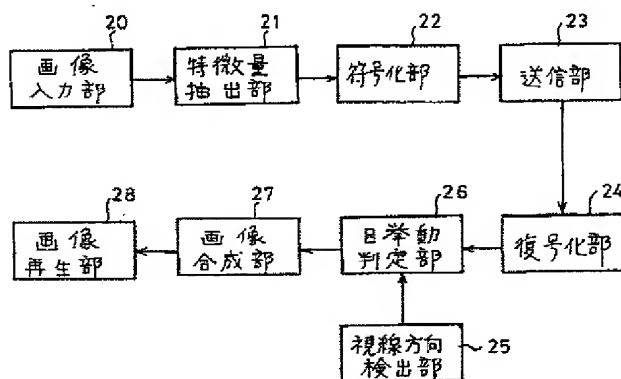 20
画像
入力部
21
特徴量
抽出部
22
符号化部
23
送信部
28
画像
再生部
27
画像
合成部
26
目挙動
判定部
24
復号化部
視線方向
検出部
25